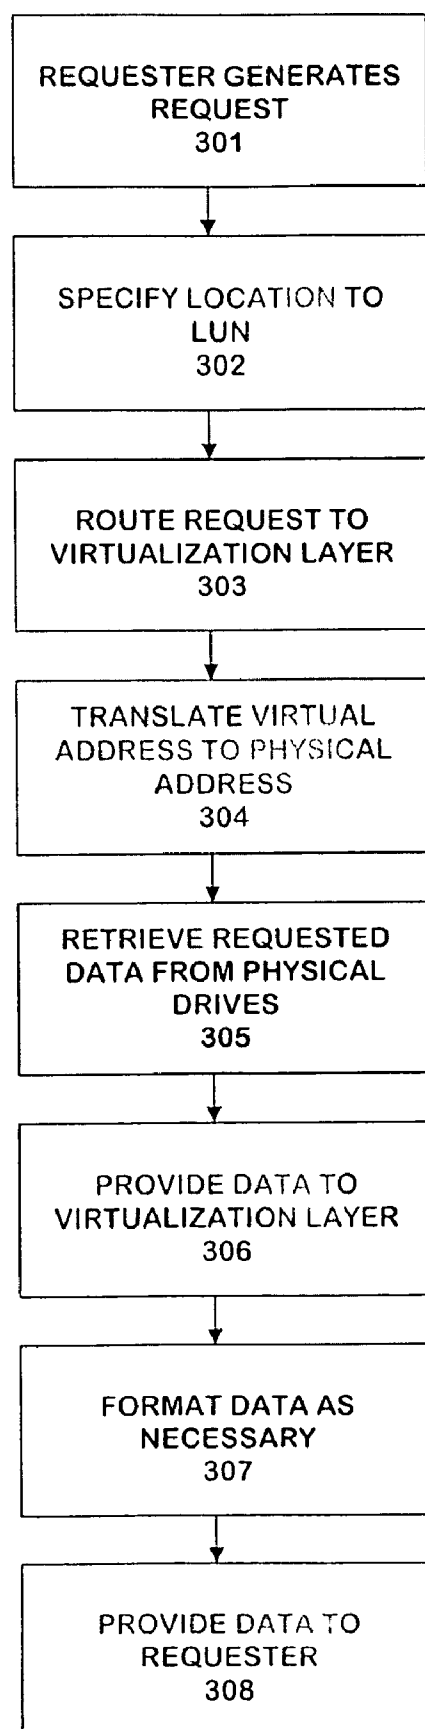 REQUESTER GENERATES
REQUEST
301
SPECIFY LOCATION TO
LUN
302
ROUTE REQUEST TO
VIRTUALIZATION LAYER
303
TRANSLATE VIRTUAL
ADDRESS TO PHYSICAL
ADDRESS
304
RETRIEVE REQUESTED
DATA FROM PHYSICAL
DRIVES
305
PROVIDE DATA TO
VIRTUALIZATION LAYER
306
FORMAT DATA AS
NECESSARY
307
PROVIDE DATA TO
REQUESTER
308